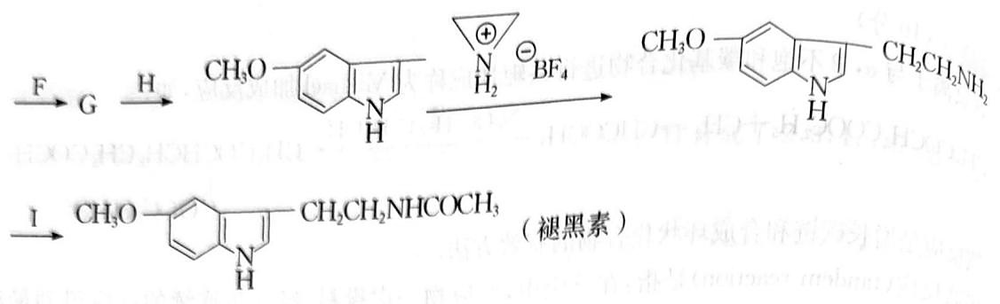 F G H CH₃O N H N H₂ ⊕ ⊖BF₄ CH₃O CH₂CH₂NH₂ N H
I CH₃O CH₂CH₂NHCOCH₃ N H (褪黑素)